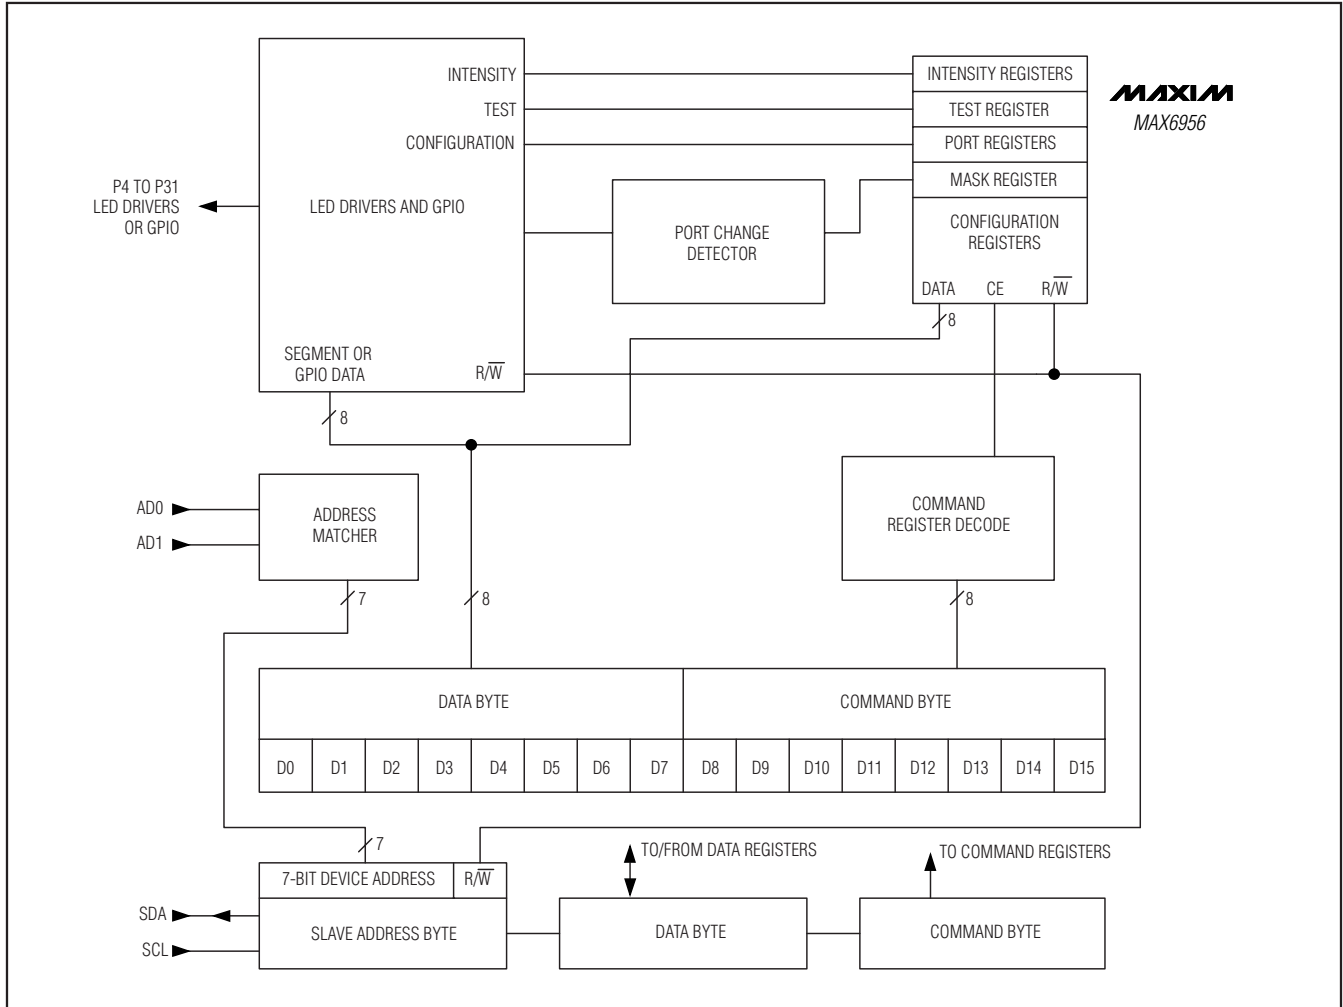 INTENSITY
TEST
CONFIGURATION
INTENSITY REGISTERS
TEST REGISTER
PORT REGISTERS
MASK REGISTER
CONFIGURATION
REGISTERS
DATA
CE
R/W̅
MAXIM
MAX6956
P4 TO P31
LED DRIVERS
OR GPIO
LED DRIVERS AND GPIO
PORT CHANGE
DETECTOR
8
SEGMENT OR
GPIO DATA
R/W̅
8
AD0
AD1
ADDRESS
MATCHER
COMMAND
REGISTER DECODE
7
8
8
DATA BYTE
COMMAND BYTE
D0 D1 D2 D3 D4 D5 D6 D7 D8 D9 D10 D11 D12 D13 D14 D15
7
7-BIT DEVICE ADDRESS
R/W̅
TO/FROM DATA REGISTERS
TO COMMAND REGISTERS
SDA
SCL
SLAVE ADDRESS BYTE
DATA BYTE
COMMAND BYTE